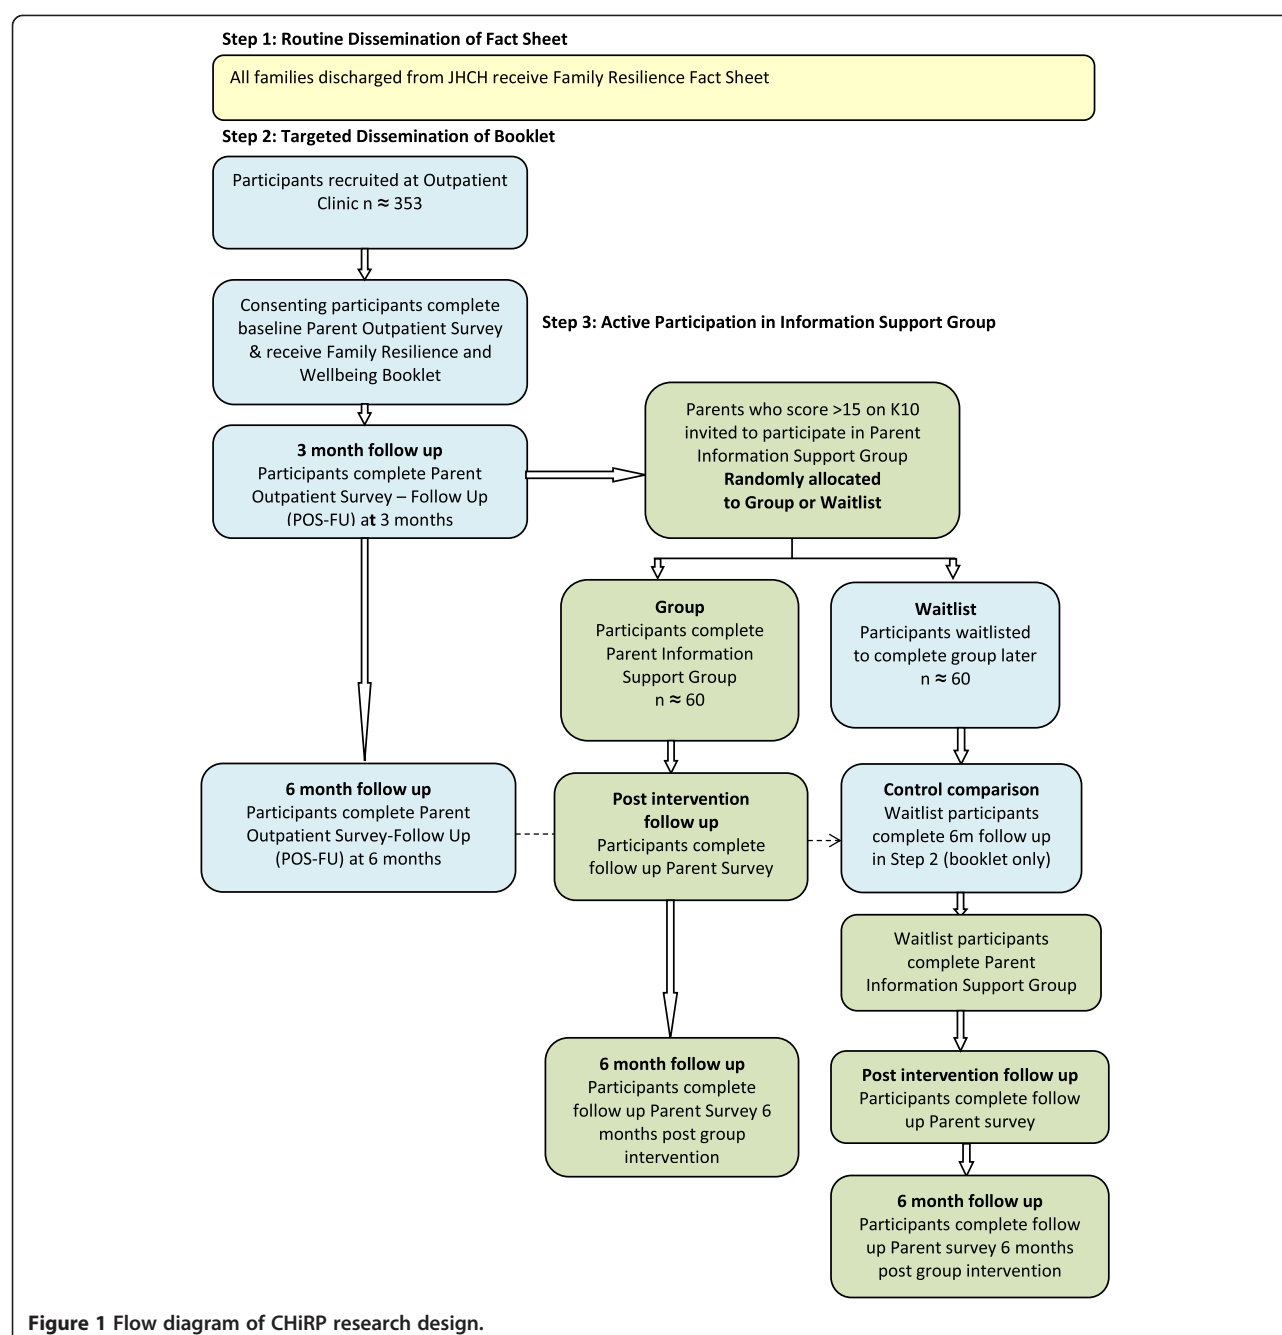 Step 1: Routine Dissemination of Fact Sheet
All families discharged from JHCH receive Family Resilience Fact Sheet
Step 2: Targeted Dissemination of Booklet
Participants recruited at Outpatient
Clinic n ≈ 353
Consenting participants complete
baseline Parent Outpatient Survey
& receive Family Resilience and
Wellbeing Booklet
Step 3: Active Participation in Information Support Group
3 month follow up
Participants complete Parent
Outpatient Survey – Follow Up
(POS-FU) at 3 months
Parents who score >15 on K10
invited to participate in Parent
Information Support Group
Randomly allocated
to Group or Waitlist
Group
Participants complete
Parent Information
Support Group
n ≈ 60
Waitlist
Participants waitlisted
to complete group later
n ≈ 60
6 month follow up
Participants complete Parent
Outpatient Survey-Follow Up
(POS-FU) at 6 months
Post intervention
follow up
Participants complete
follow up Parent Survey
Control comparison
Waitlist participants
complete 6m follow up
in Step 2 (booklet only)
Waitlist participants
complete Parent
Information Support Group
6 month follow up
Participants complete
follow up Parent Survey 6
months post group
intervention
Post intervention follow up
Participants complete follow
up Parent survey
6 month follow up
Participants complete follow
up Parent survey 6 months
post group intervention
Figure 1 Flow diagram of CHiRP research design.